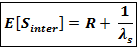 E[S_inter] = R + 1/λ_s